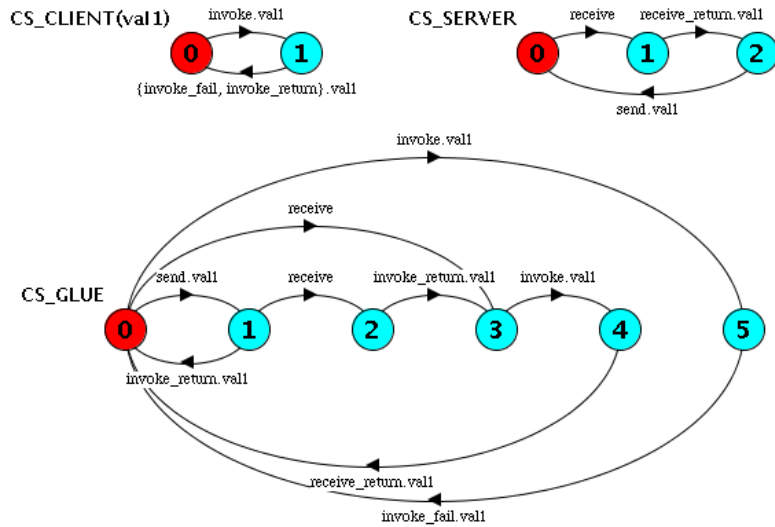 CS_CLIENT(val1)
invoke.val1
0
1
{invoke_fail, invoke_return}.val1
CS_SERVER
receive
receive_return.val1
0
1
2
send.val1
invoke.val1
receive
send.val1
receive
invoke_return.val1
invoke.val1
CS_GLUE
0
1
2
3
4
5
invoke_return.val1
receive_return.val1
invoke_fail.val1